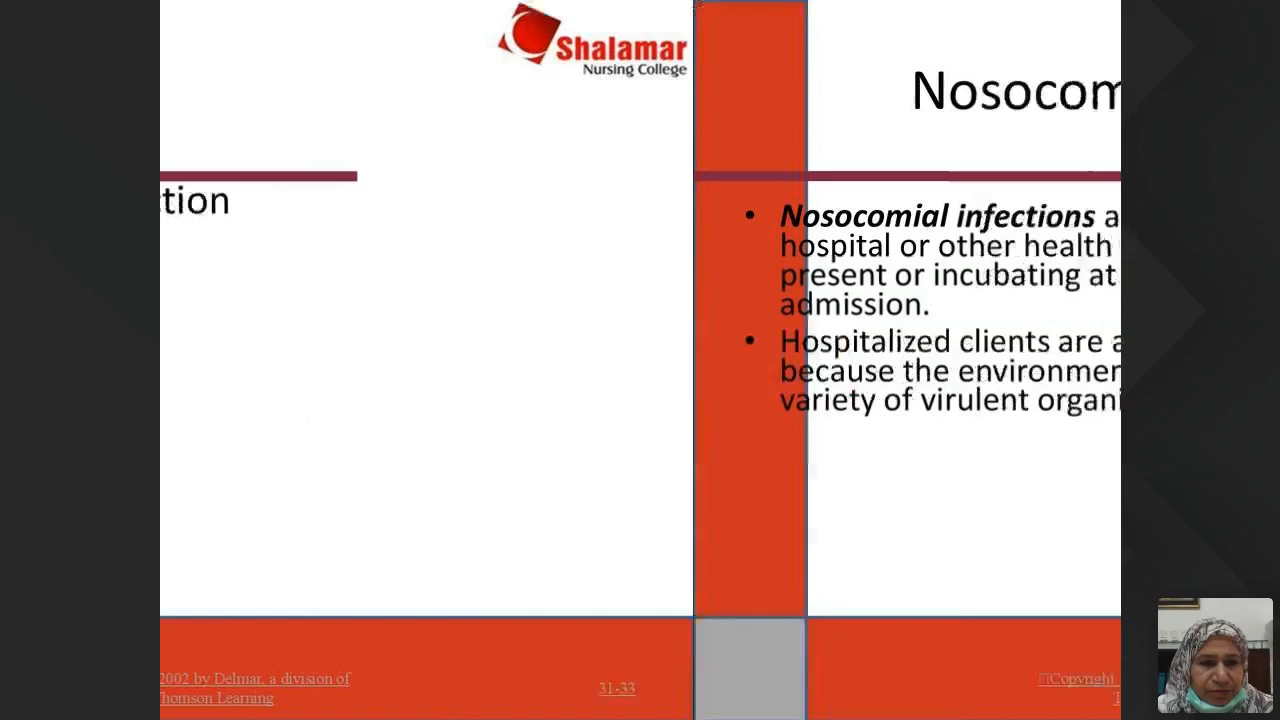 Shalamar
Nursing College
ction
2002 by Delmar, a division of
Thomson Learning
31-33
Nosocom
• Nosocomial infections a
hospital or other health
present or incubating at
admission.
• Hospitalized clients are a
because the environmen
variety of virulent organi
Copyright
T